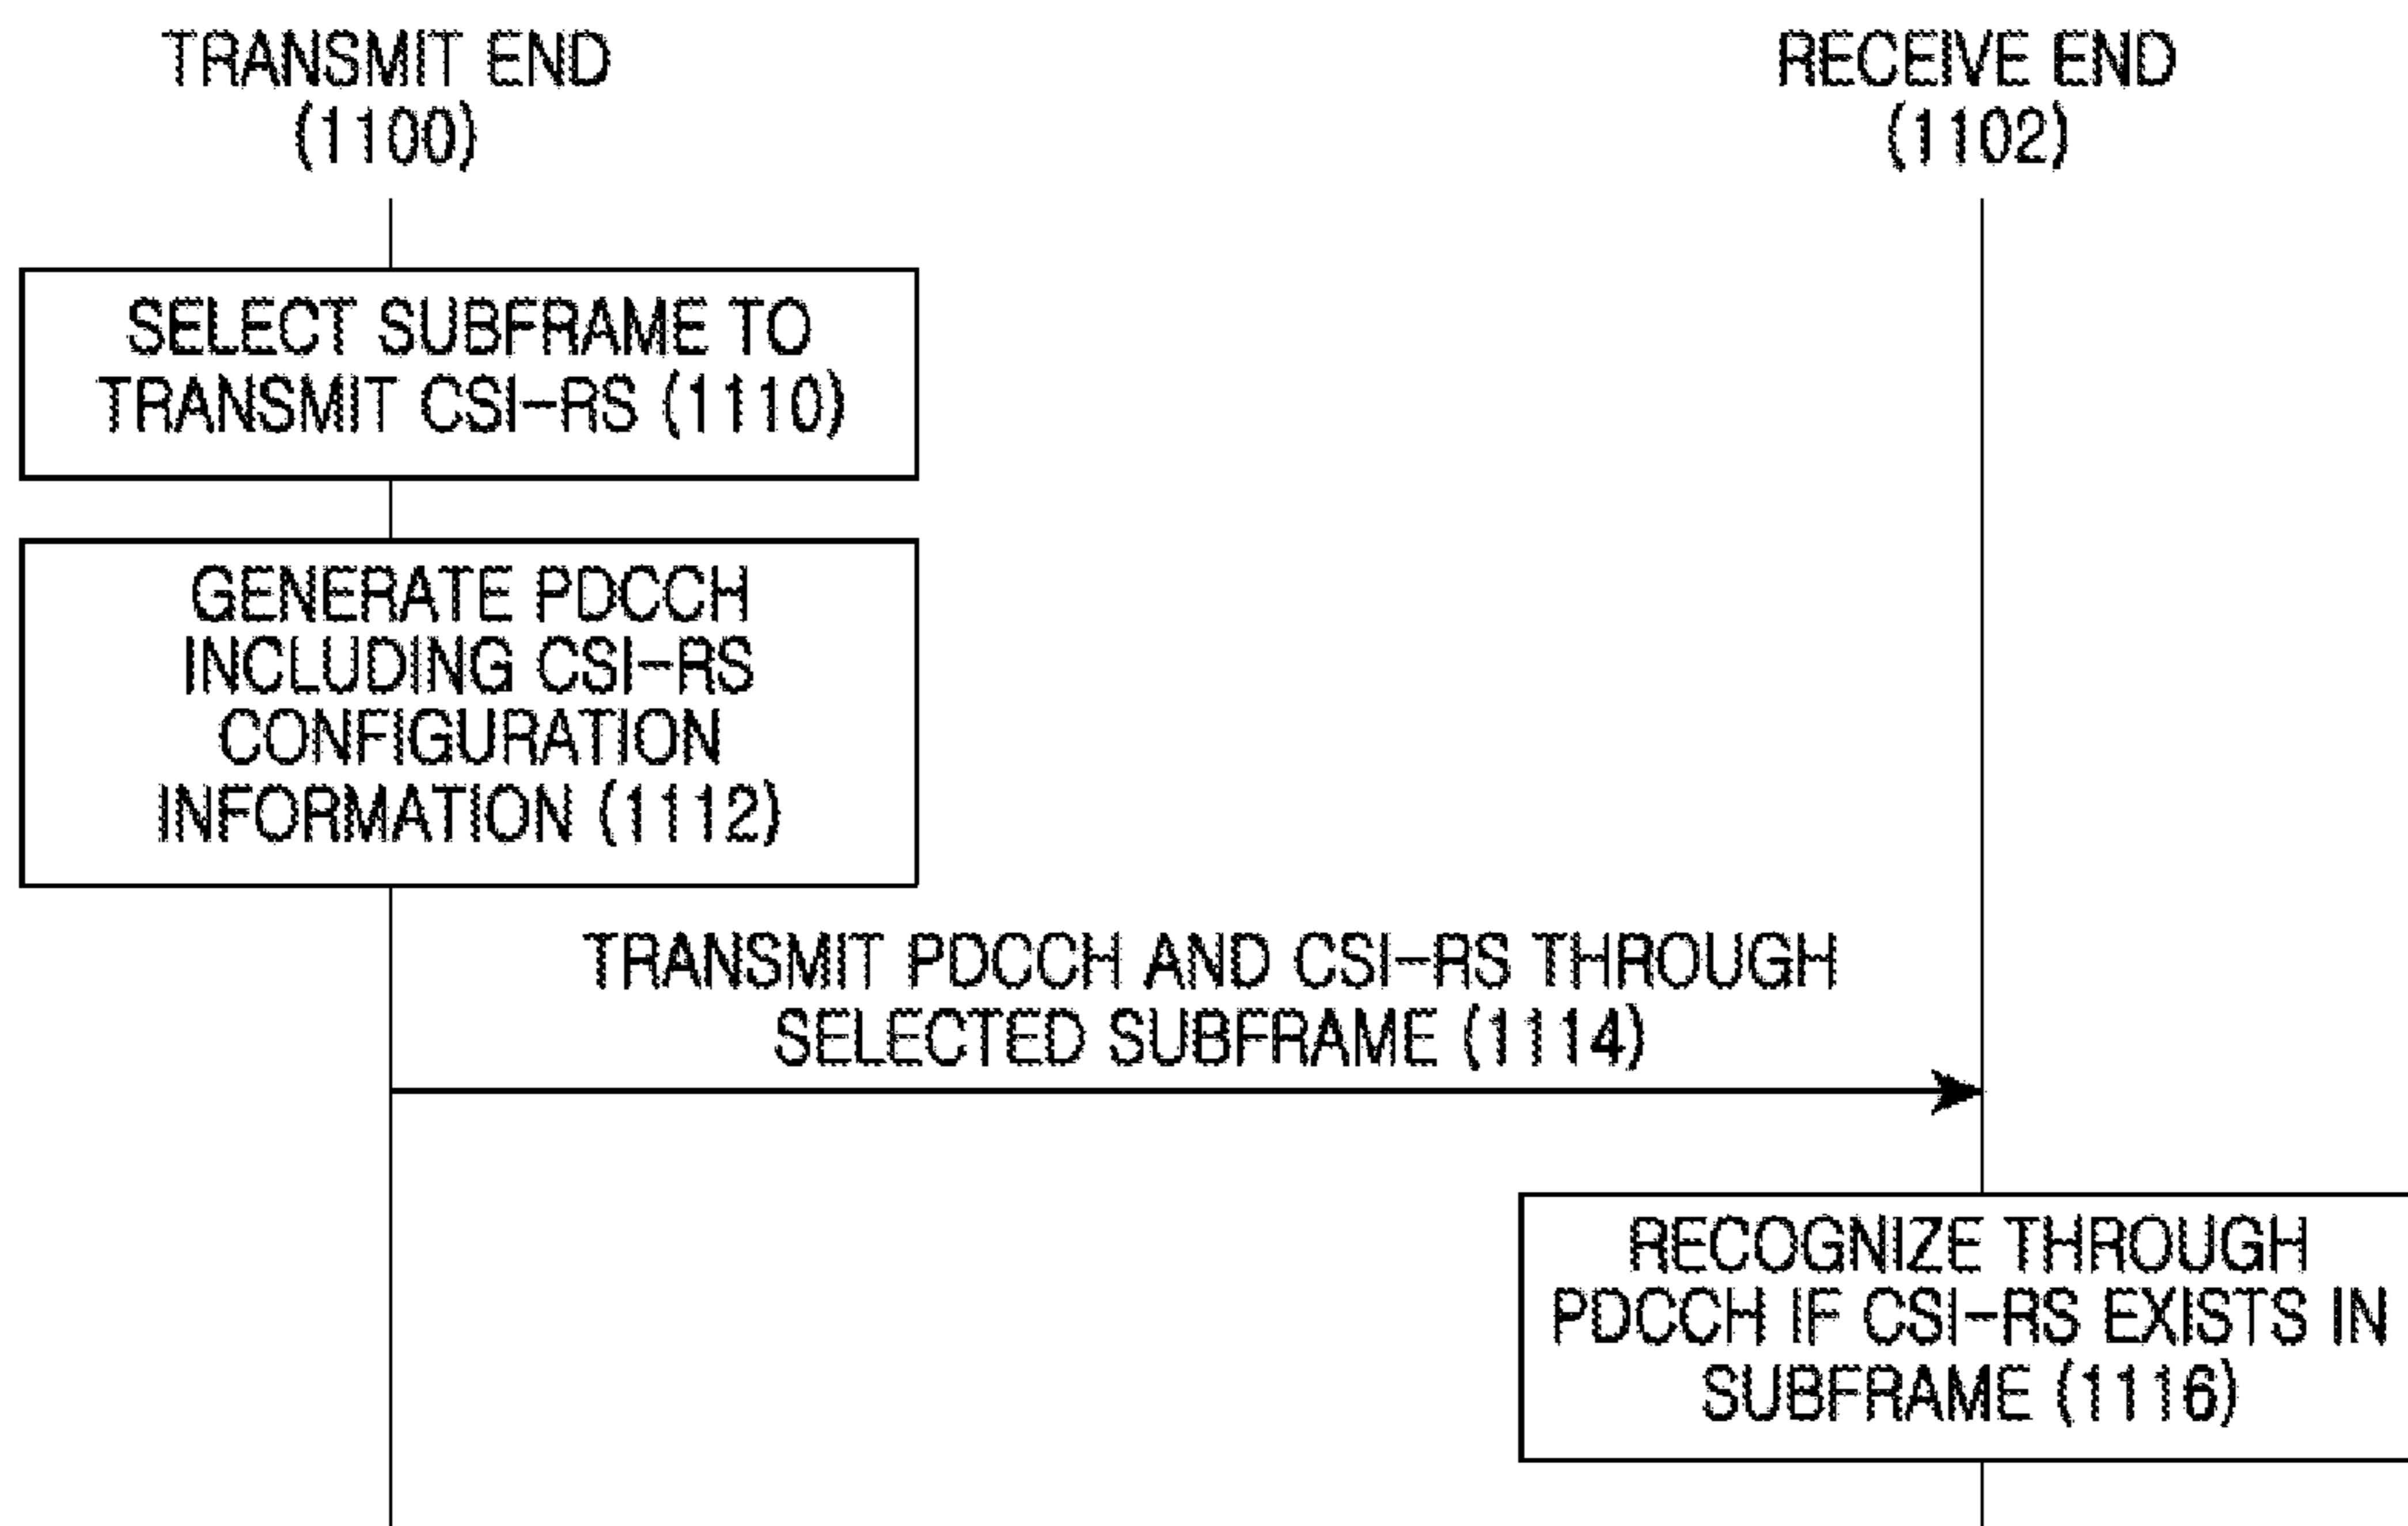 TRANSMIT END
(1100)
RECEIVE END
(1102)
SELECT SUBFRAME TO
TRANSMIT CSI-RS (1110)
GENERATE PDCCH
INCLUDING CSI-RS
CONFIGURATION
INFORMATION (1112)
TRANSMIT PDCCH AND CSI-RS THROUGH
SELECTED SUBFRAME (1114)
RECOGNIZE THROUGH
PDCCH IF CSI-RS EXISTS IN
SUBFRAME (1116)